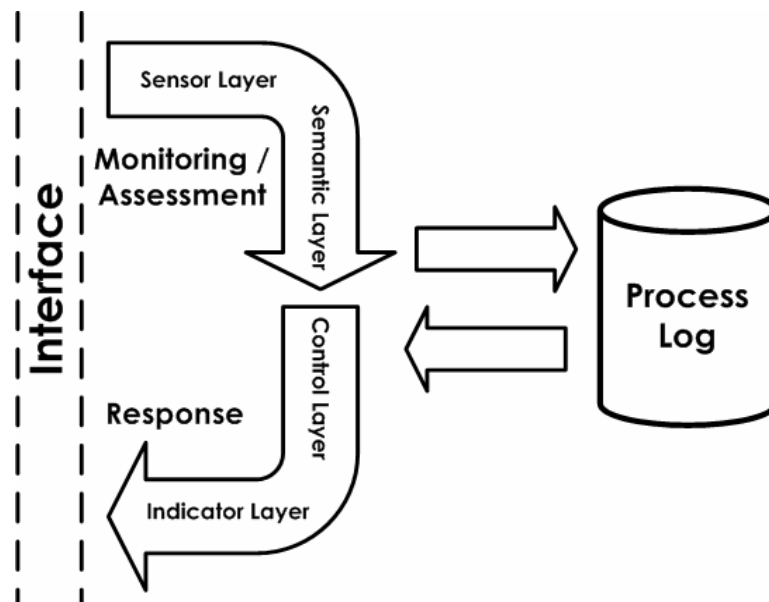 Sensor Layer
Semantic Layer
Monitoring /
Assessment
Interface
Process
Log
Control Layer
Response
Indicator Layer